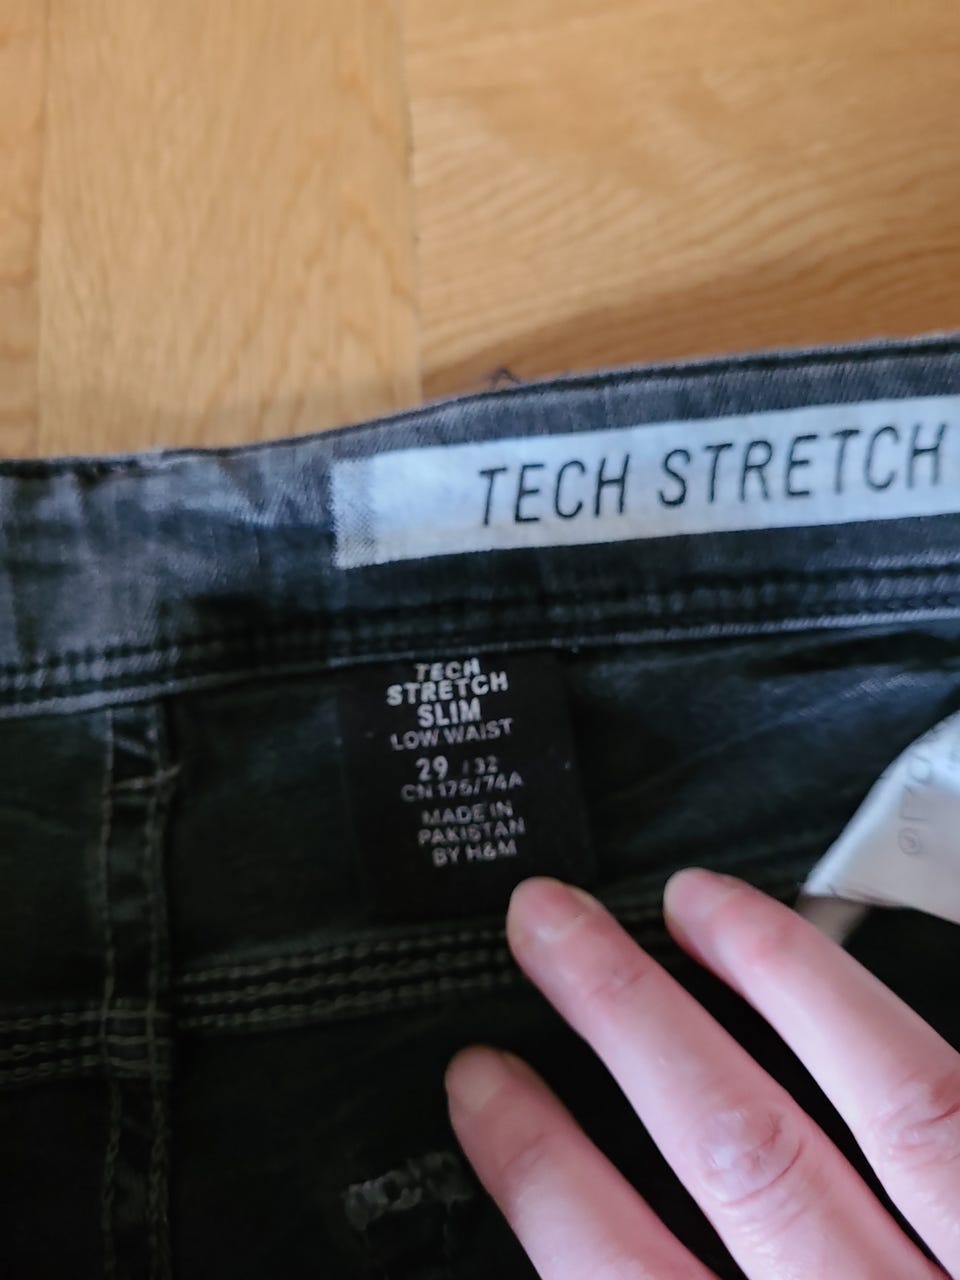 TECH STRETCH
TECH
STRETCH
SLIM
LOW WAIST
29 / 32
CN 175/74A
MADE IN
PAKISTAN
BY H&M